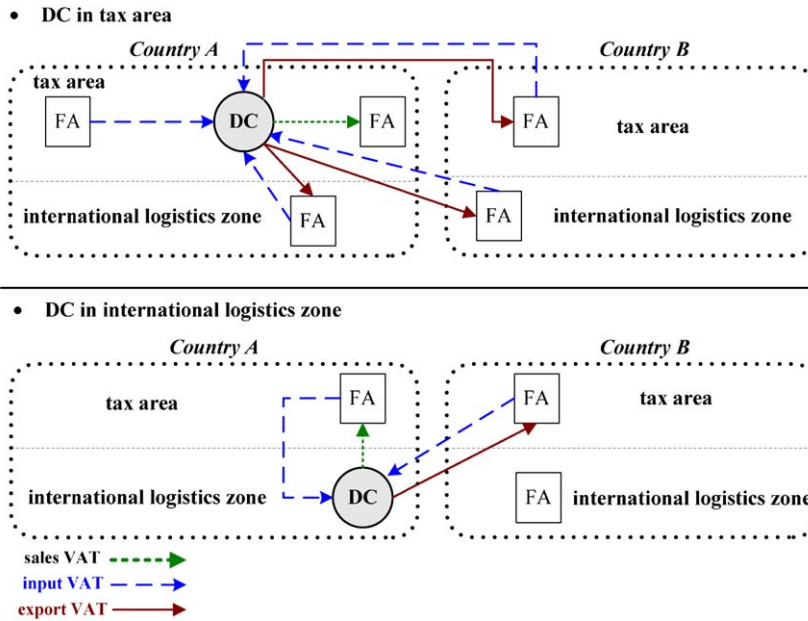 • DC in tax area
Country A
Country B
tax area
FA
DC
FA
FA
tax area
international logistics zone
FA
FA
international logistics zone
• DC in international logistics zone
Country A
Country B
tax area
FA
FA
tax area
international logistics zone
DC
FA
international logistics zone
sales VAT
input VAT
export VAT